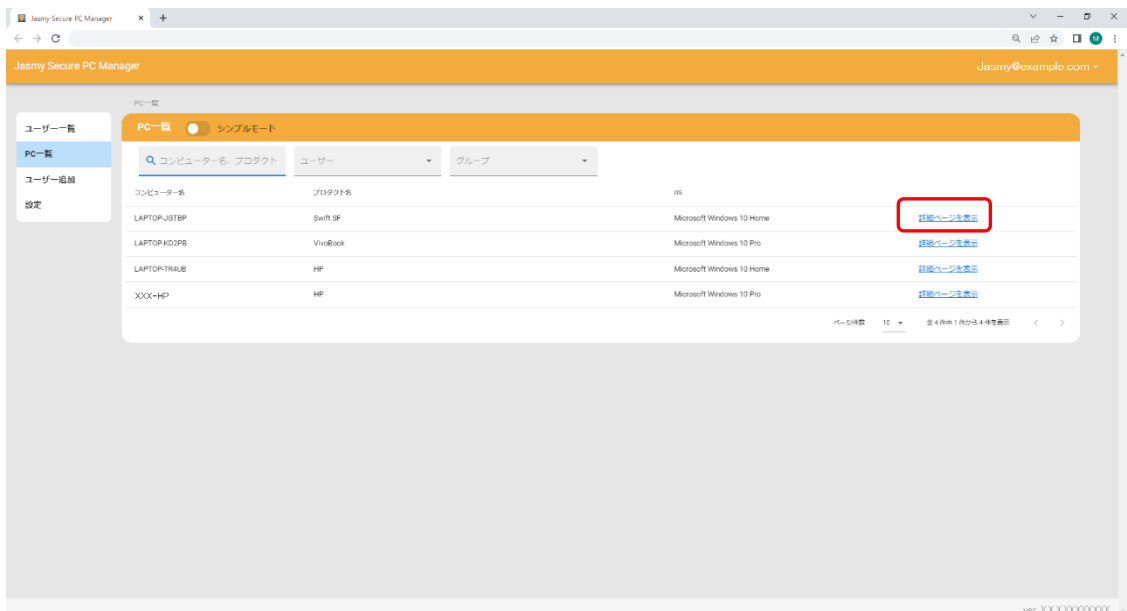 Jasmy Secure PC Manager
M
Jasmy Secure PC Manager
Jasmy@example.com
PC一覧
ユーザー一覧
PC一覧
ユーザー追加
設定
PC一覧 シンプルモード
コンピューター名、プロダクト
ユーザー
グループ
コンピューター名 プロダクト名 OS
LAPTOP-JGTBP Swift SF Microsoft Windows 10 Home 詳細ページを表示
LAPTOP-KD2PB VivoBook Microsoft Windows 10 Pro 詳細ページを表示
LAPTOP-TR4UB HP Microsoft Windows 10 Home 詳細ページを表示
XXX-HP HP Microsoft Windows 10 Pro 詳細ページを表示
ページ件数 10 全 4 件中 1 件から 4 件を表示